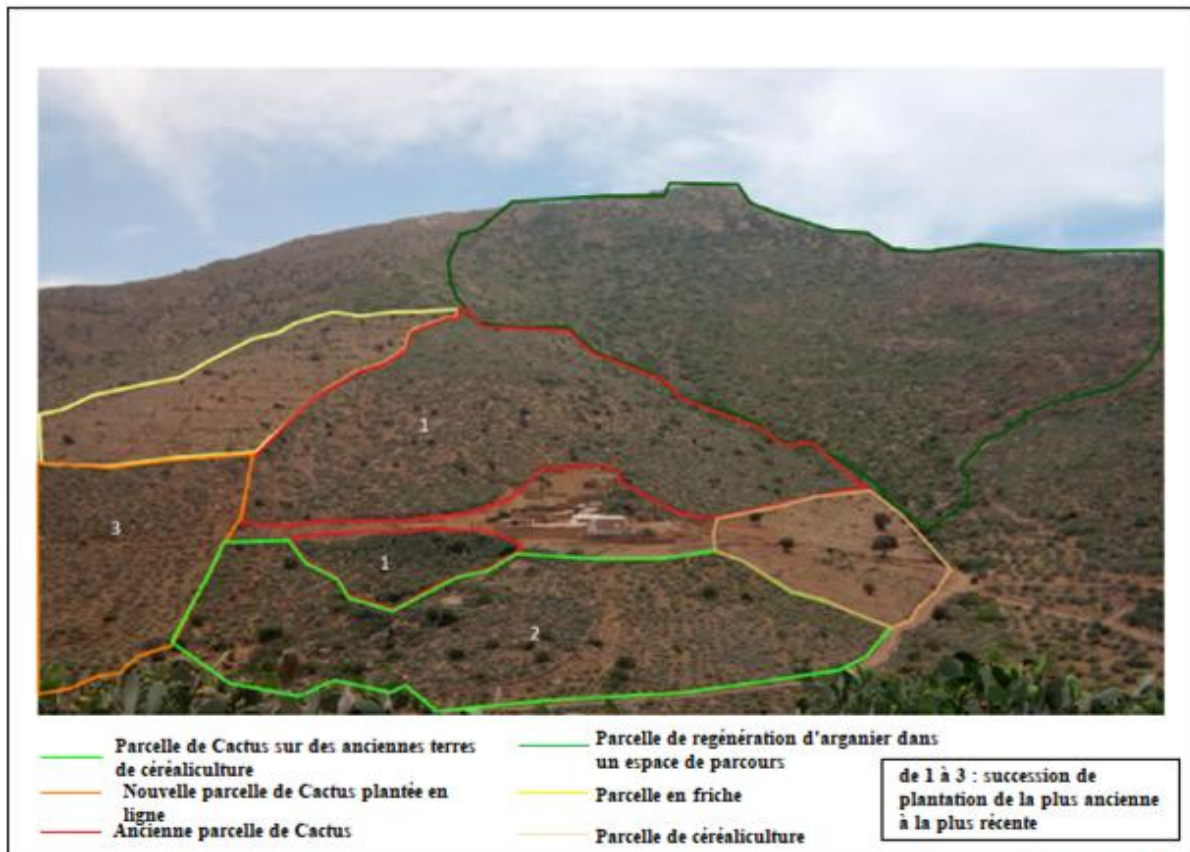 1
3
1
2
Parcelle de Cactus sur des anciennes terres
de céréaliculture
Nouvelle parcelle de Cactus plantée en
ligne
Ancienne parcelle de Cactus
Parcelle de regénération d'arganier dans
un espace de parcours
Parcelle en friche
Parcelle de céréaliculture
de 1 à 3 : succession de
plantation de la plus ancienne
à la plus récente